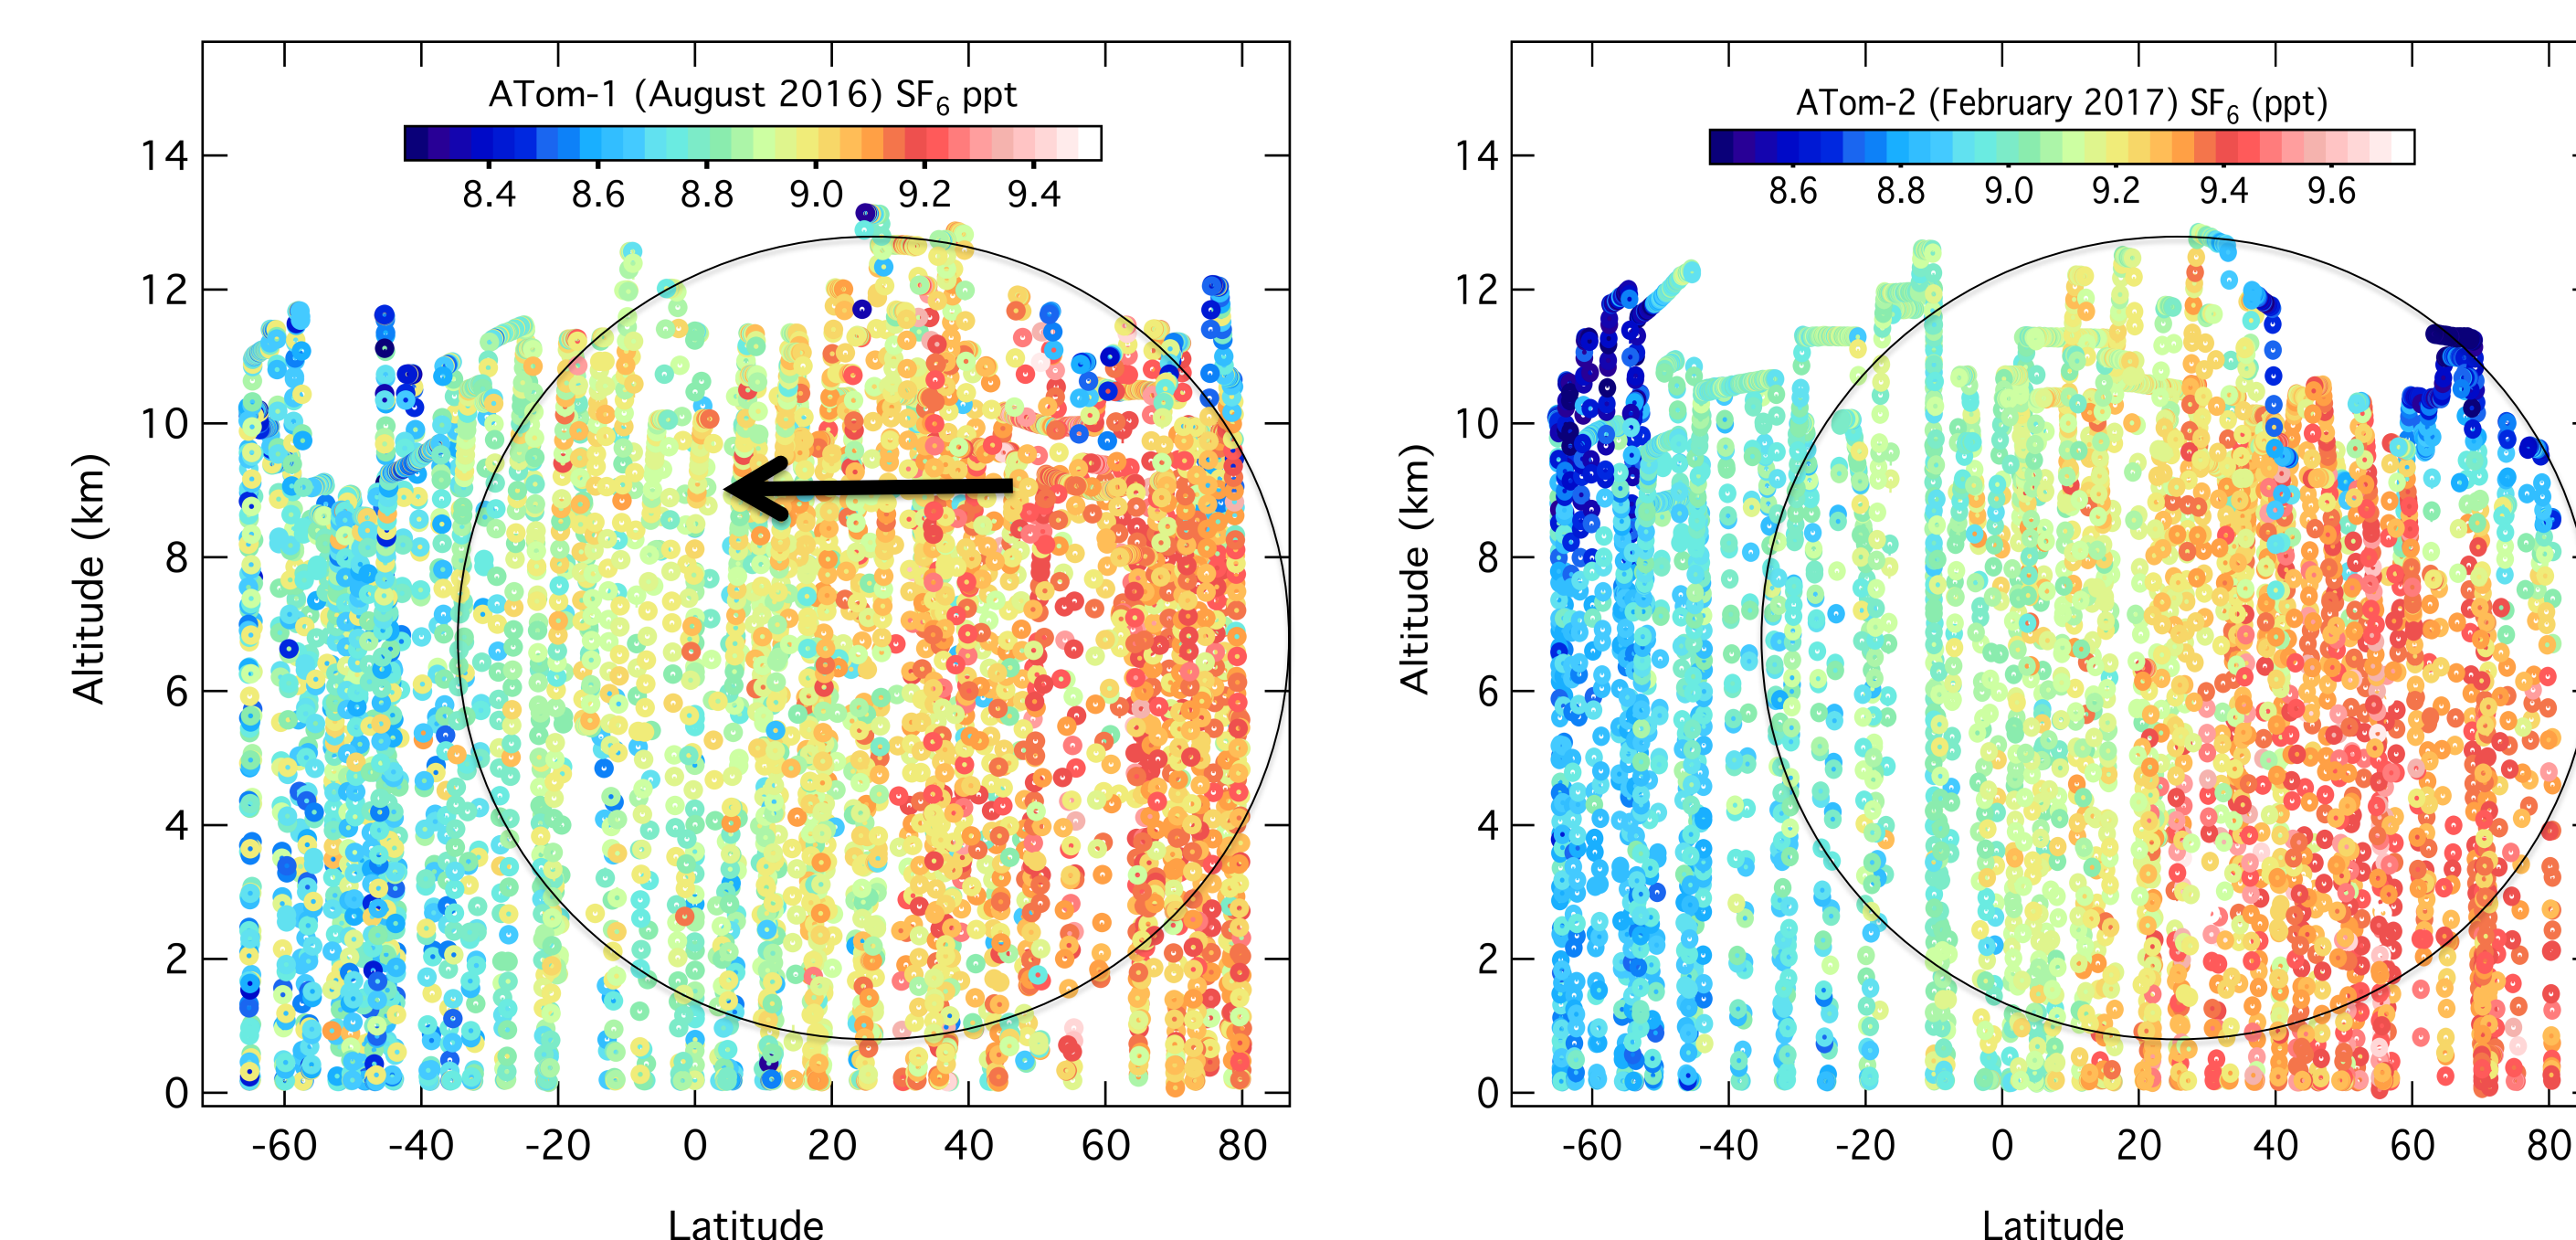 ATom-1 (August 2016) SF6 ppt
8.4 8.6 8.8 9.0 9.2 9.4
14
12
10
8
6
4
2
0
Altitude (km)
-60 -40 -20 0 20 40 60 80
Latitude
ATom-2 (February 2017) SF6 (ppt)
8.6 8.8 9.0 9.2 9.4 9.6
14
12
10
8
6
4
2
0
Altitude (km)
-60 -40 -20 0 20 40 60 80
Latitude